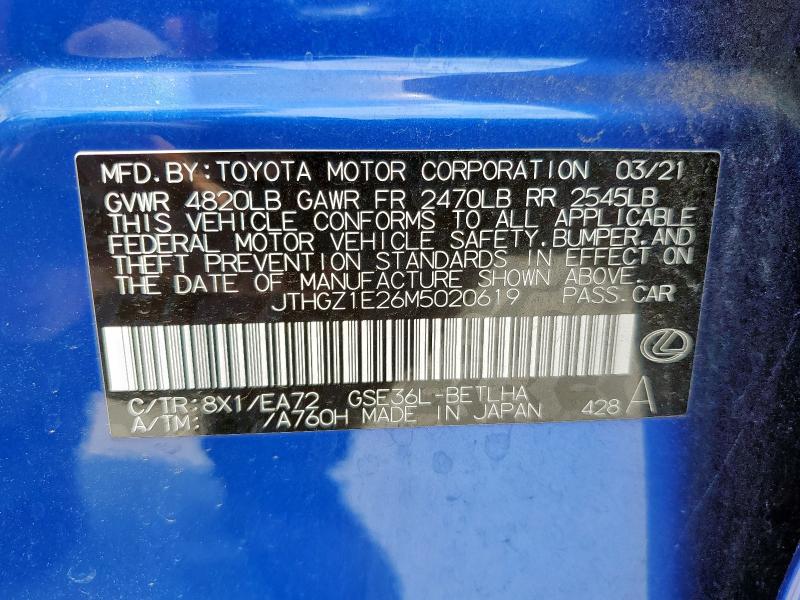 MFD.BY:TOYOTA MOTOR CORPORATION 03/21
GVWR 4820LB GAWR FR 2470LB RR 2545LB
THIS VEHICLE CONFORMS TO ALL APPLICABLE
FEDERAL MOTOR VEHICLE SAFETY,BUMPER,AND
THEFT PREVENTION STANDARDS IN EFFECT ON
THE DATE OF MANUFACTURE SHOWN ABOVE.
JTHGZ1E26M5020619 PASS.CAR
C/TR:8X1/EA72 GSE36L-BETLHA
A/TM: /A760H MADE IN JAPAN 428 A